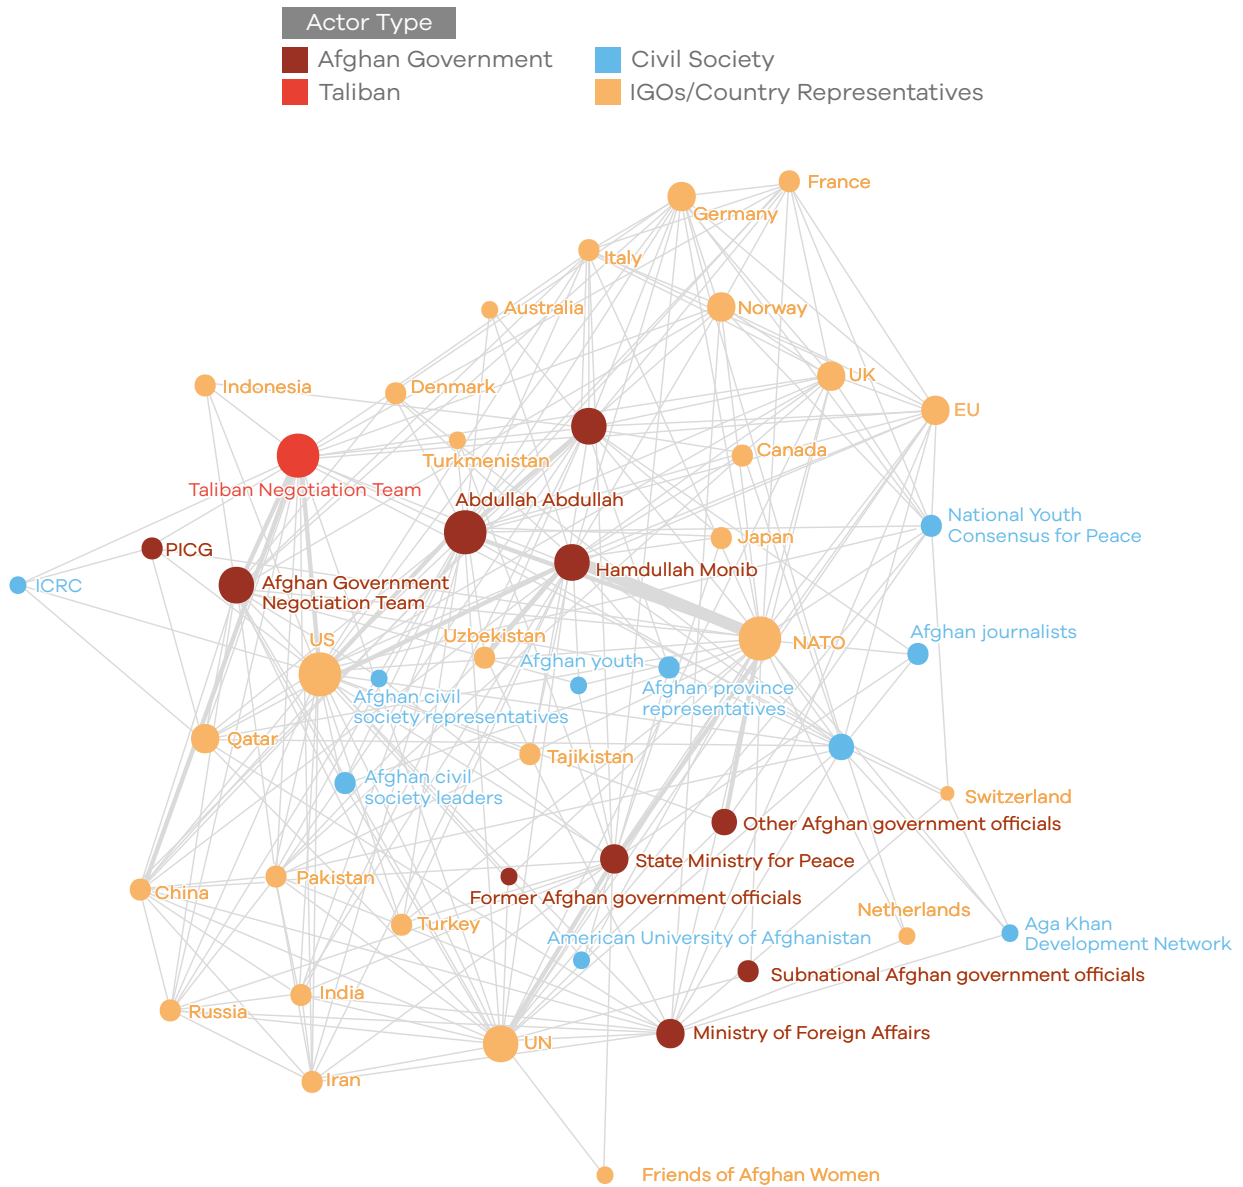 Actor Type
Afghan Government
Civil Society
Taliban
IGOs/Country Representatives
France
Germany
Italy
Australia
Norway
Indonesia
Denmark
UK
EU
Turkmenistan
Canada
Taliban Negotiation Team
Abdullah Abdullah
National Youth
Consensus for Peace
Japan
PICG
Hamdullah Monib
ICRC
Afghan Government
Negotiation Team
US
Uzbekistan
NATO
Afghan journalists
Afghan youth
Afghan province
representatives
Afghan civil
society representatives
Qatar
Tajikistan
Afghan civil
society leaders
Switzerland
Other Afghan government officials
State Ministry for Peace
Pakistan
China
Former Afghan government officials
Netherlands
Turkey
American University of Afghanistan
Aga Khan
Development Network
Subnational Afghan government officials
India
Russia
Ministry of Foreign Affairs
UN
Iran
Friends of Afghan Women